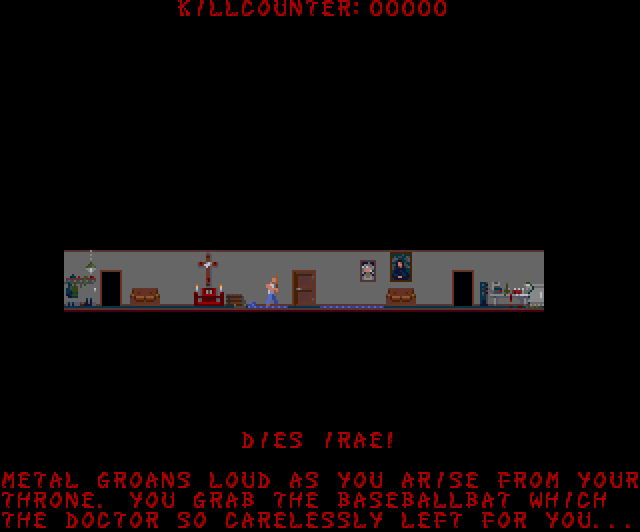 KILLCOUNTER: 00000
DIES IRAE!
METAL GROANS LOUD AS YOU ARISE FROM YOUR
THRONE. YOU GRAB THE BASEBALLBAT WHICH
THE DOCTOR SO CARELESSLY LEFT FOR YOU...